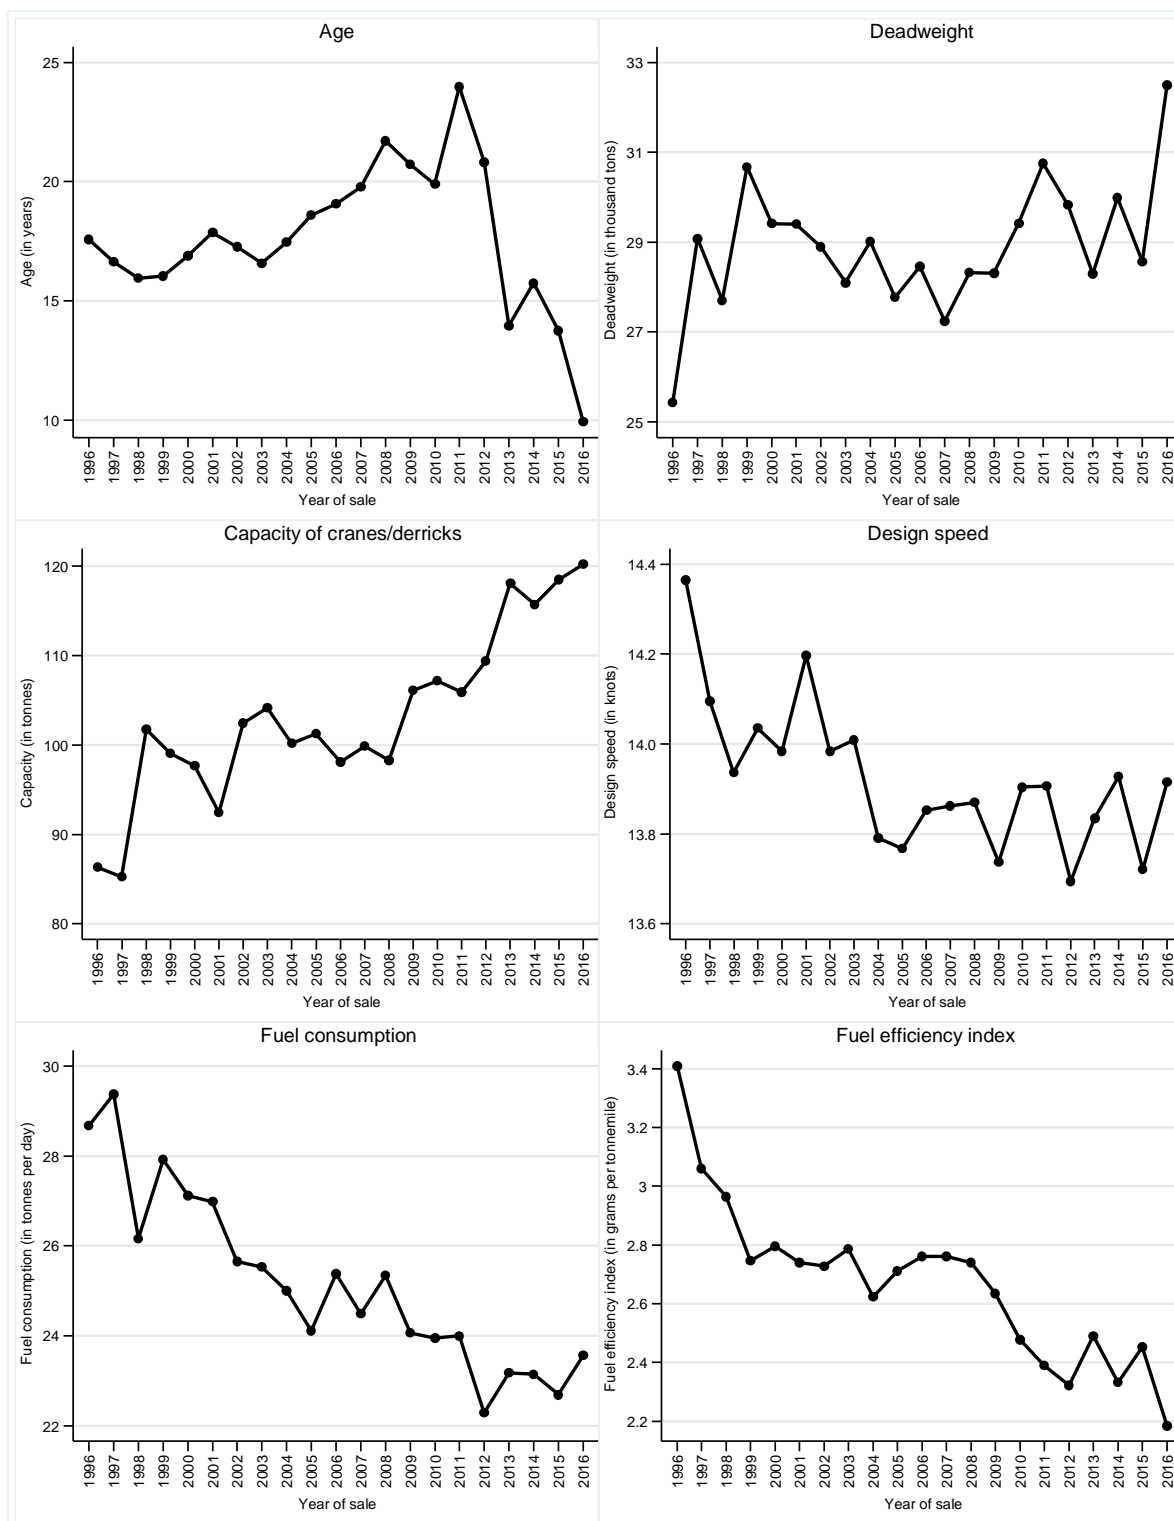 Age
25
20
15
10
Age (in years)
1996 1997 1998 1999 2000 2001 2002 2003 2004 2005 2006 2007 2008 2009 2010 2011 2012 2013 2014 2015 2016
Year of sale
Deadweight
33
31
29
27
25
Deadweight (in thousand tons)
1996 1997 1998 1999 2000 2001 2002 2003 2004 2005 2006 2007 2008 2009 2010 2011 2012 2013 2014 2015 2016
Year of sale
Capacity of cranes/derricks
120
110
100
90
80
Capacity (in tonnes)
1996 1997 1998 1999 2000 2001 2002 2003 2004 2005 2006 2007 2008 2009 2010 2011 2012 2013 2014 2015 2016
Year of sale
Design speed
14.4
14.2
14.0
13.8
13.6
Design speed (in knots)
1996 1997 1998 1999 2000 2001 2002 2003 2004 2005 2006 2007 2008 2009 2010 2011 2012 2013 2014 2015 2016
Year of sale
Fuel consumption
30
28
26
24
22
Fuel consumption (in tonnes per day)
1996 1997 1998 1999 2000 2001 2002 2003 2004 2005 2006 2007 2008 2009 2010 2011 2012 2013 2014 2015 2016
Year of sale
Fuel efficiency index
3.4
3.2
3
2.8
2.6
2.4
2.2
Fuel efficiency index (in grams per tonnemile)
1996 1997 1998 1999 2000 2001 2002 2003 2004 2005 2006 2007 2008 2009 2010 2011 2012 2013 2014 2015 2016
Year of sale